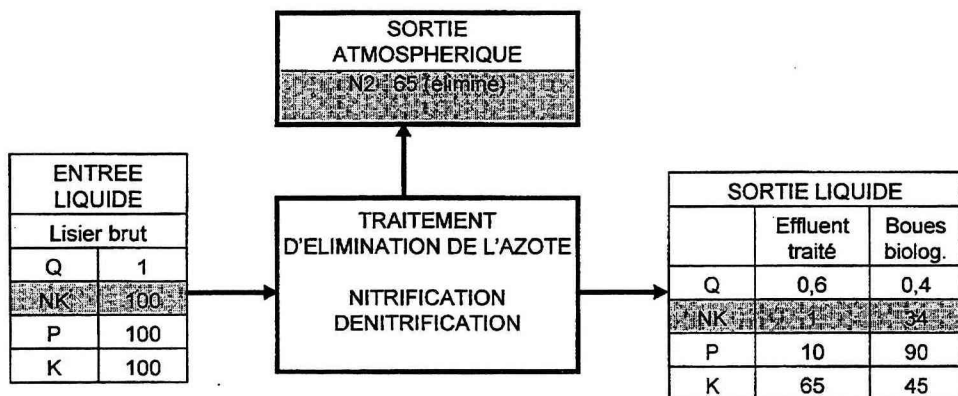 SORTIE
ATMOSPHERIQUE
N2 65 (éliminé)
ENTREE
LIQUIDE
Lisier brut
Q 1
NK 100
P 100
K 100
TRAITEMENT
D'ELIMINATION DE L'AZOTE
NITRIFICATION
DENITRIFICATION
SORTIE LIQUIDE
Effluent Boues
traité biolog.
Q 0,6 0,4
NK 1 34
P 10 90
K 65 45